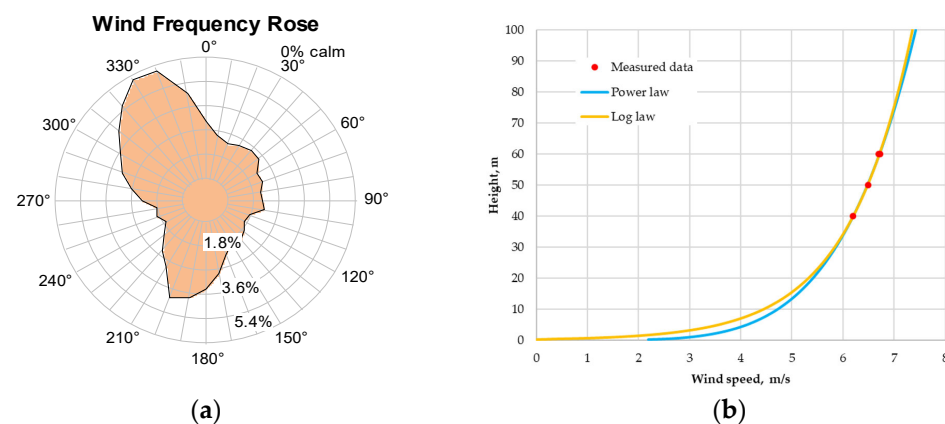 Wind Frequency Rose
0°
0% calm
30°
60°
90°
120°
150°
180°
210°
240°
270°
300°
330°
1.8%
3.6%
5.4%
(a)
100
90
80
70
60
50
40
30
20
10
0
Height, m
Measured data
Power law
Log law
0 1 2 3 4 5 6 7 8
Wind speed, m/s
(b)